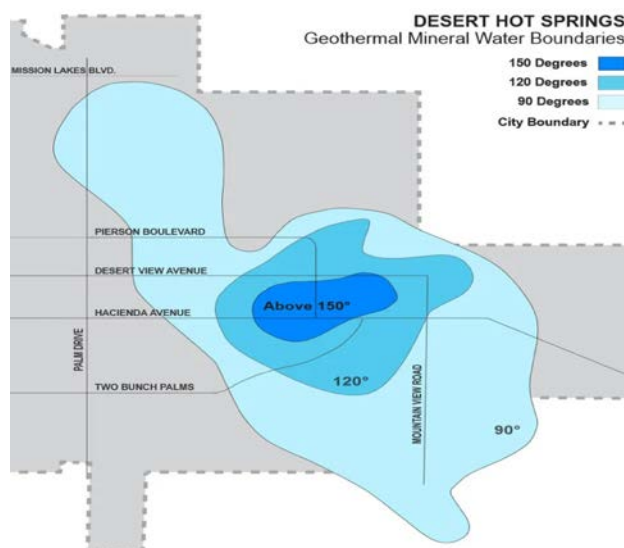 DESERT HOT SPRINGS
Geothermal Mineral Water Boundaries
150 Degrees
120 Degrees
90 Degrees
City Boundary
MISSION LAKES BLVD.
PIERSON BOULEVARD
DESERT VIEW AVENUE
Above 150°
HACIENDA AVENUE
PALM DRIVE
TWO BUNCH PALMS
120°
MOUNTAIN VIEW ROAD
90°